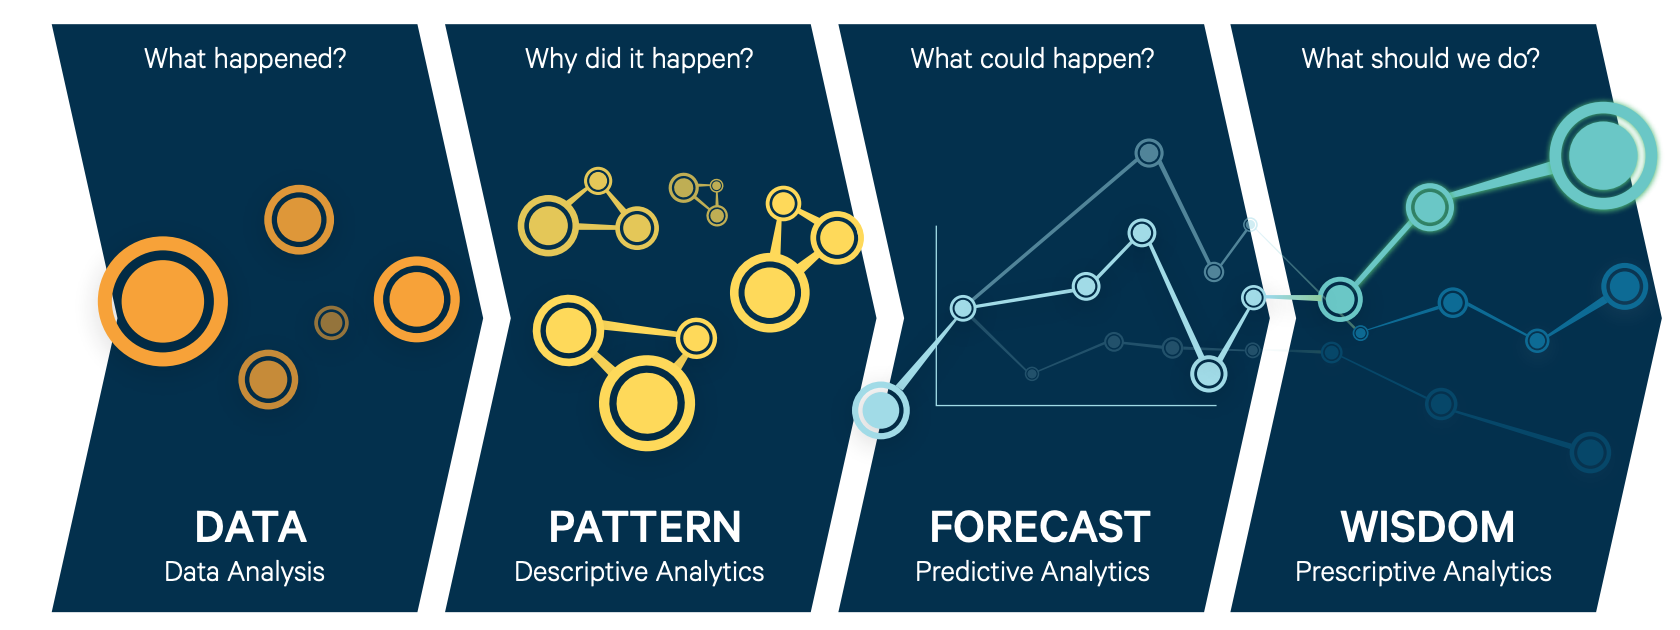 What happened?
Why did it happen?
What could happen?
What should we do?
DATA
Data Analysis
PATTERN
Descriptive Analytics
FORECAST
Predictive Analytics
WISDOM
Prescriptive Analytics